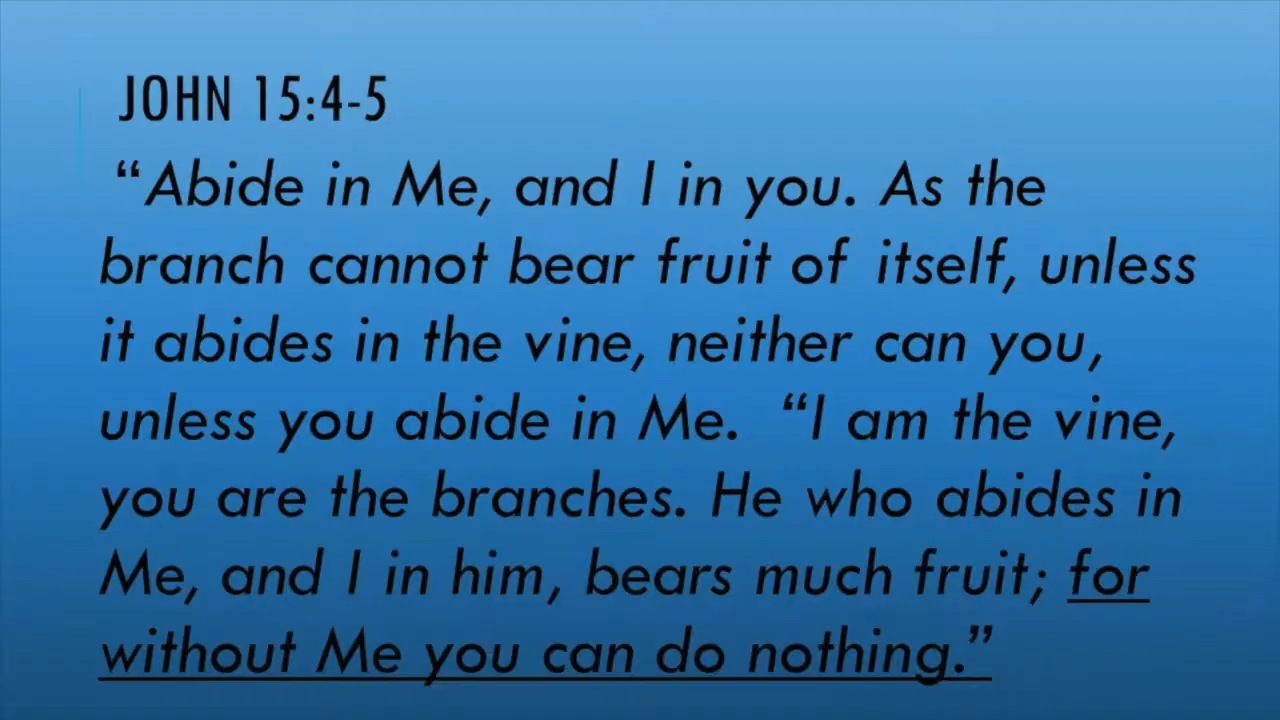 JOHN 15:4-5
“Abide in Me, and I in you. As the
branch cannot bear fruit of itself, unless
it abides in the vine, neither can you,
unless you abide in Me.  “I am the vine,
you are the branches. He who abides in
Me, and I in him, bears much fruit; for
without Me you can do nothing.”